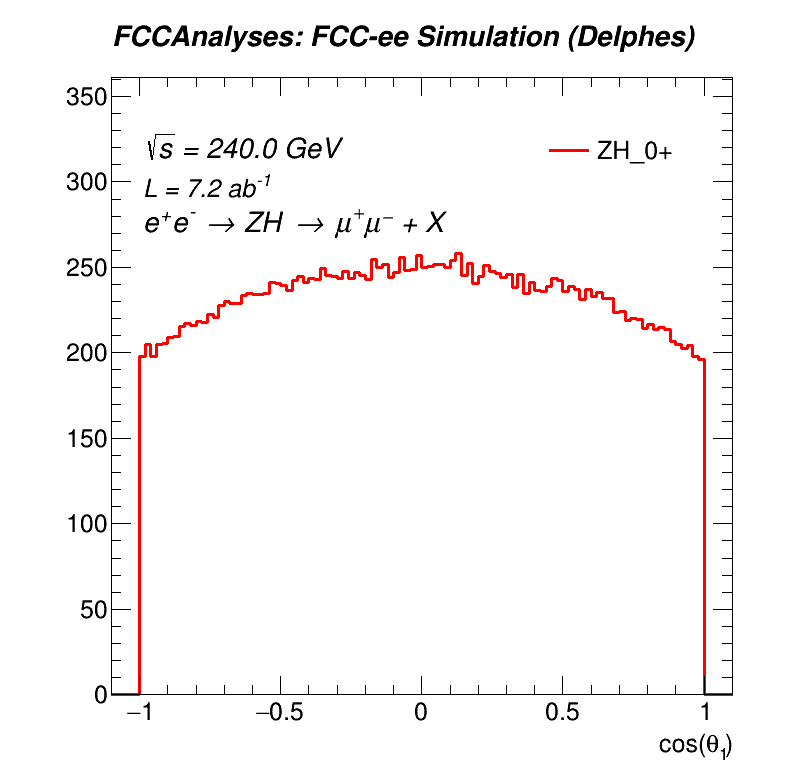 FCCAnalyses: FCC-ee Simulation (Delphes)
350
√s = 240.0 GeV
ZH_0+
L = 7.2 ab⁻¹
300
e⁺e⁻ → ZH → μ⁺μ⁻ + X
250
200
150
100
50
0
−1 −0.5 0 0.5 1
cos(θ₁)